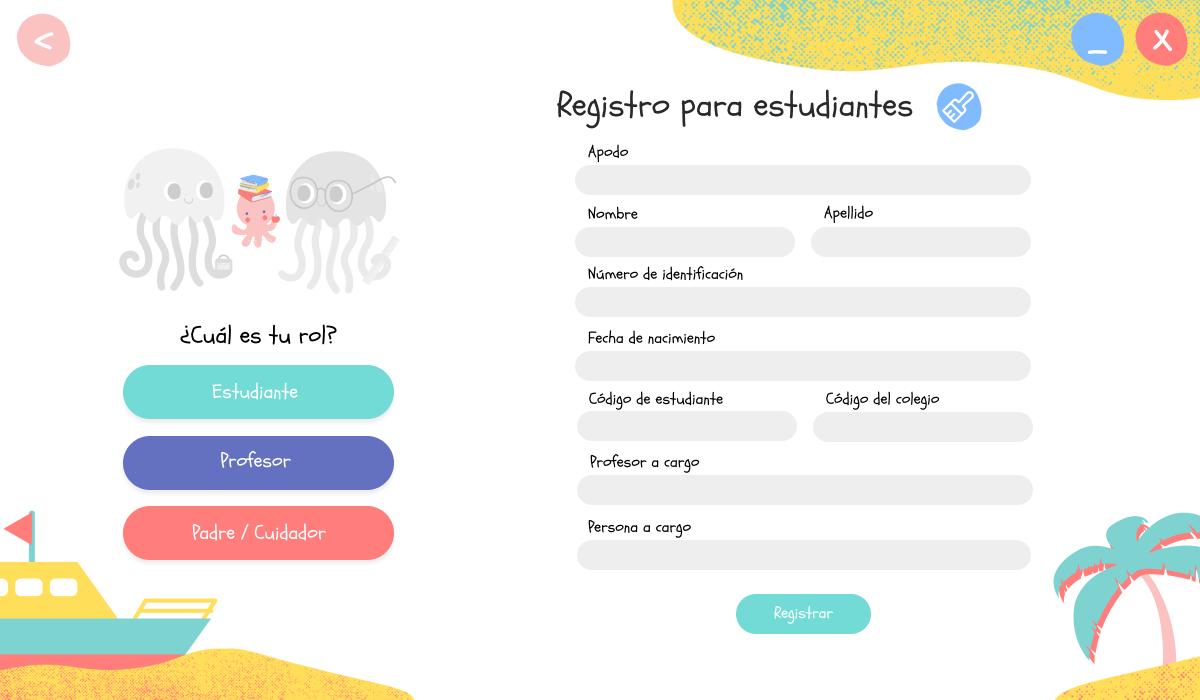 <
_
X
Registro para estudiantes
Apodo
Nombre
Apellido
Número de identificación
Fecha de nacimiento
Código de estudiante
Código del colegio
Profesor a cargo
Persona a cargo
Registrar
¿Cuál es tu rol?
Estudiante
Profesor
Padre / Cuidador